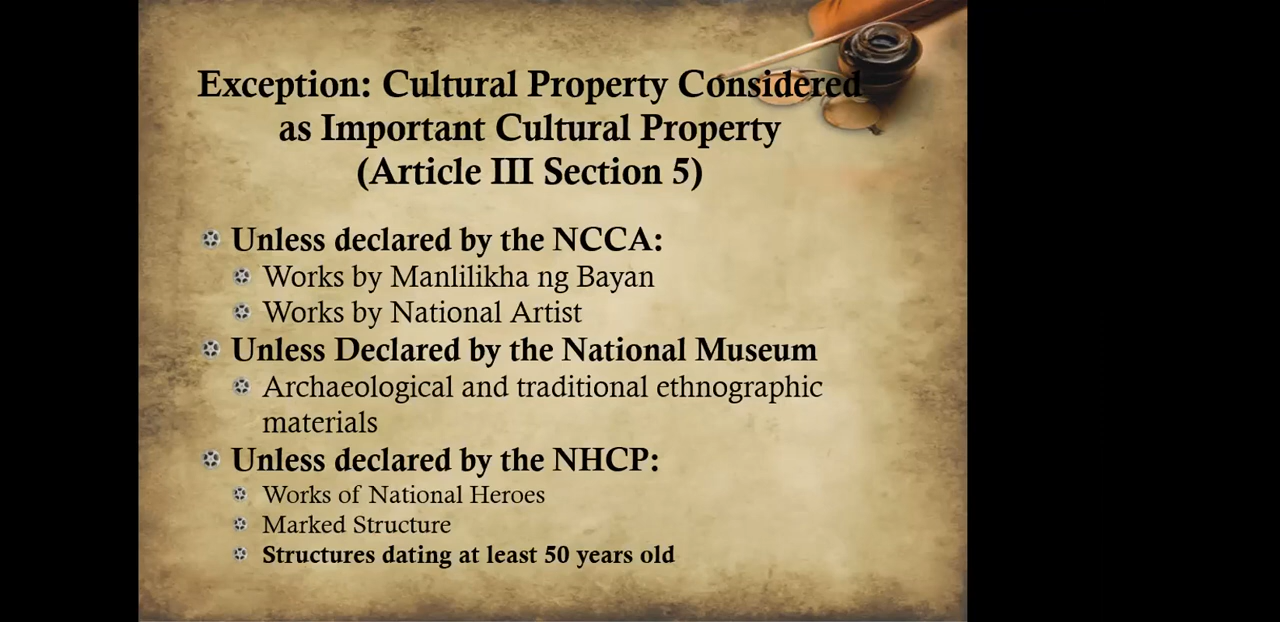 Exception: Cultural Property Considered
as Important Cultural Property
(Article III Section 5)
Unless declared by the NCCA:
Works by Manlilikha ng Bayan
Works by National Artist
Unless Declared by the National Museum
Archaeological and traditional ethnographic
materials
Unless declared by the NHCP:
Works of National Heroes
Marked Structure
Structures dating at least 50 years old